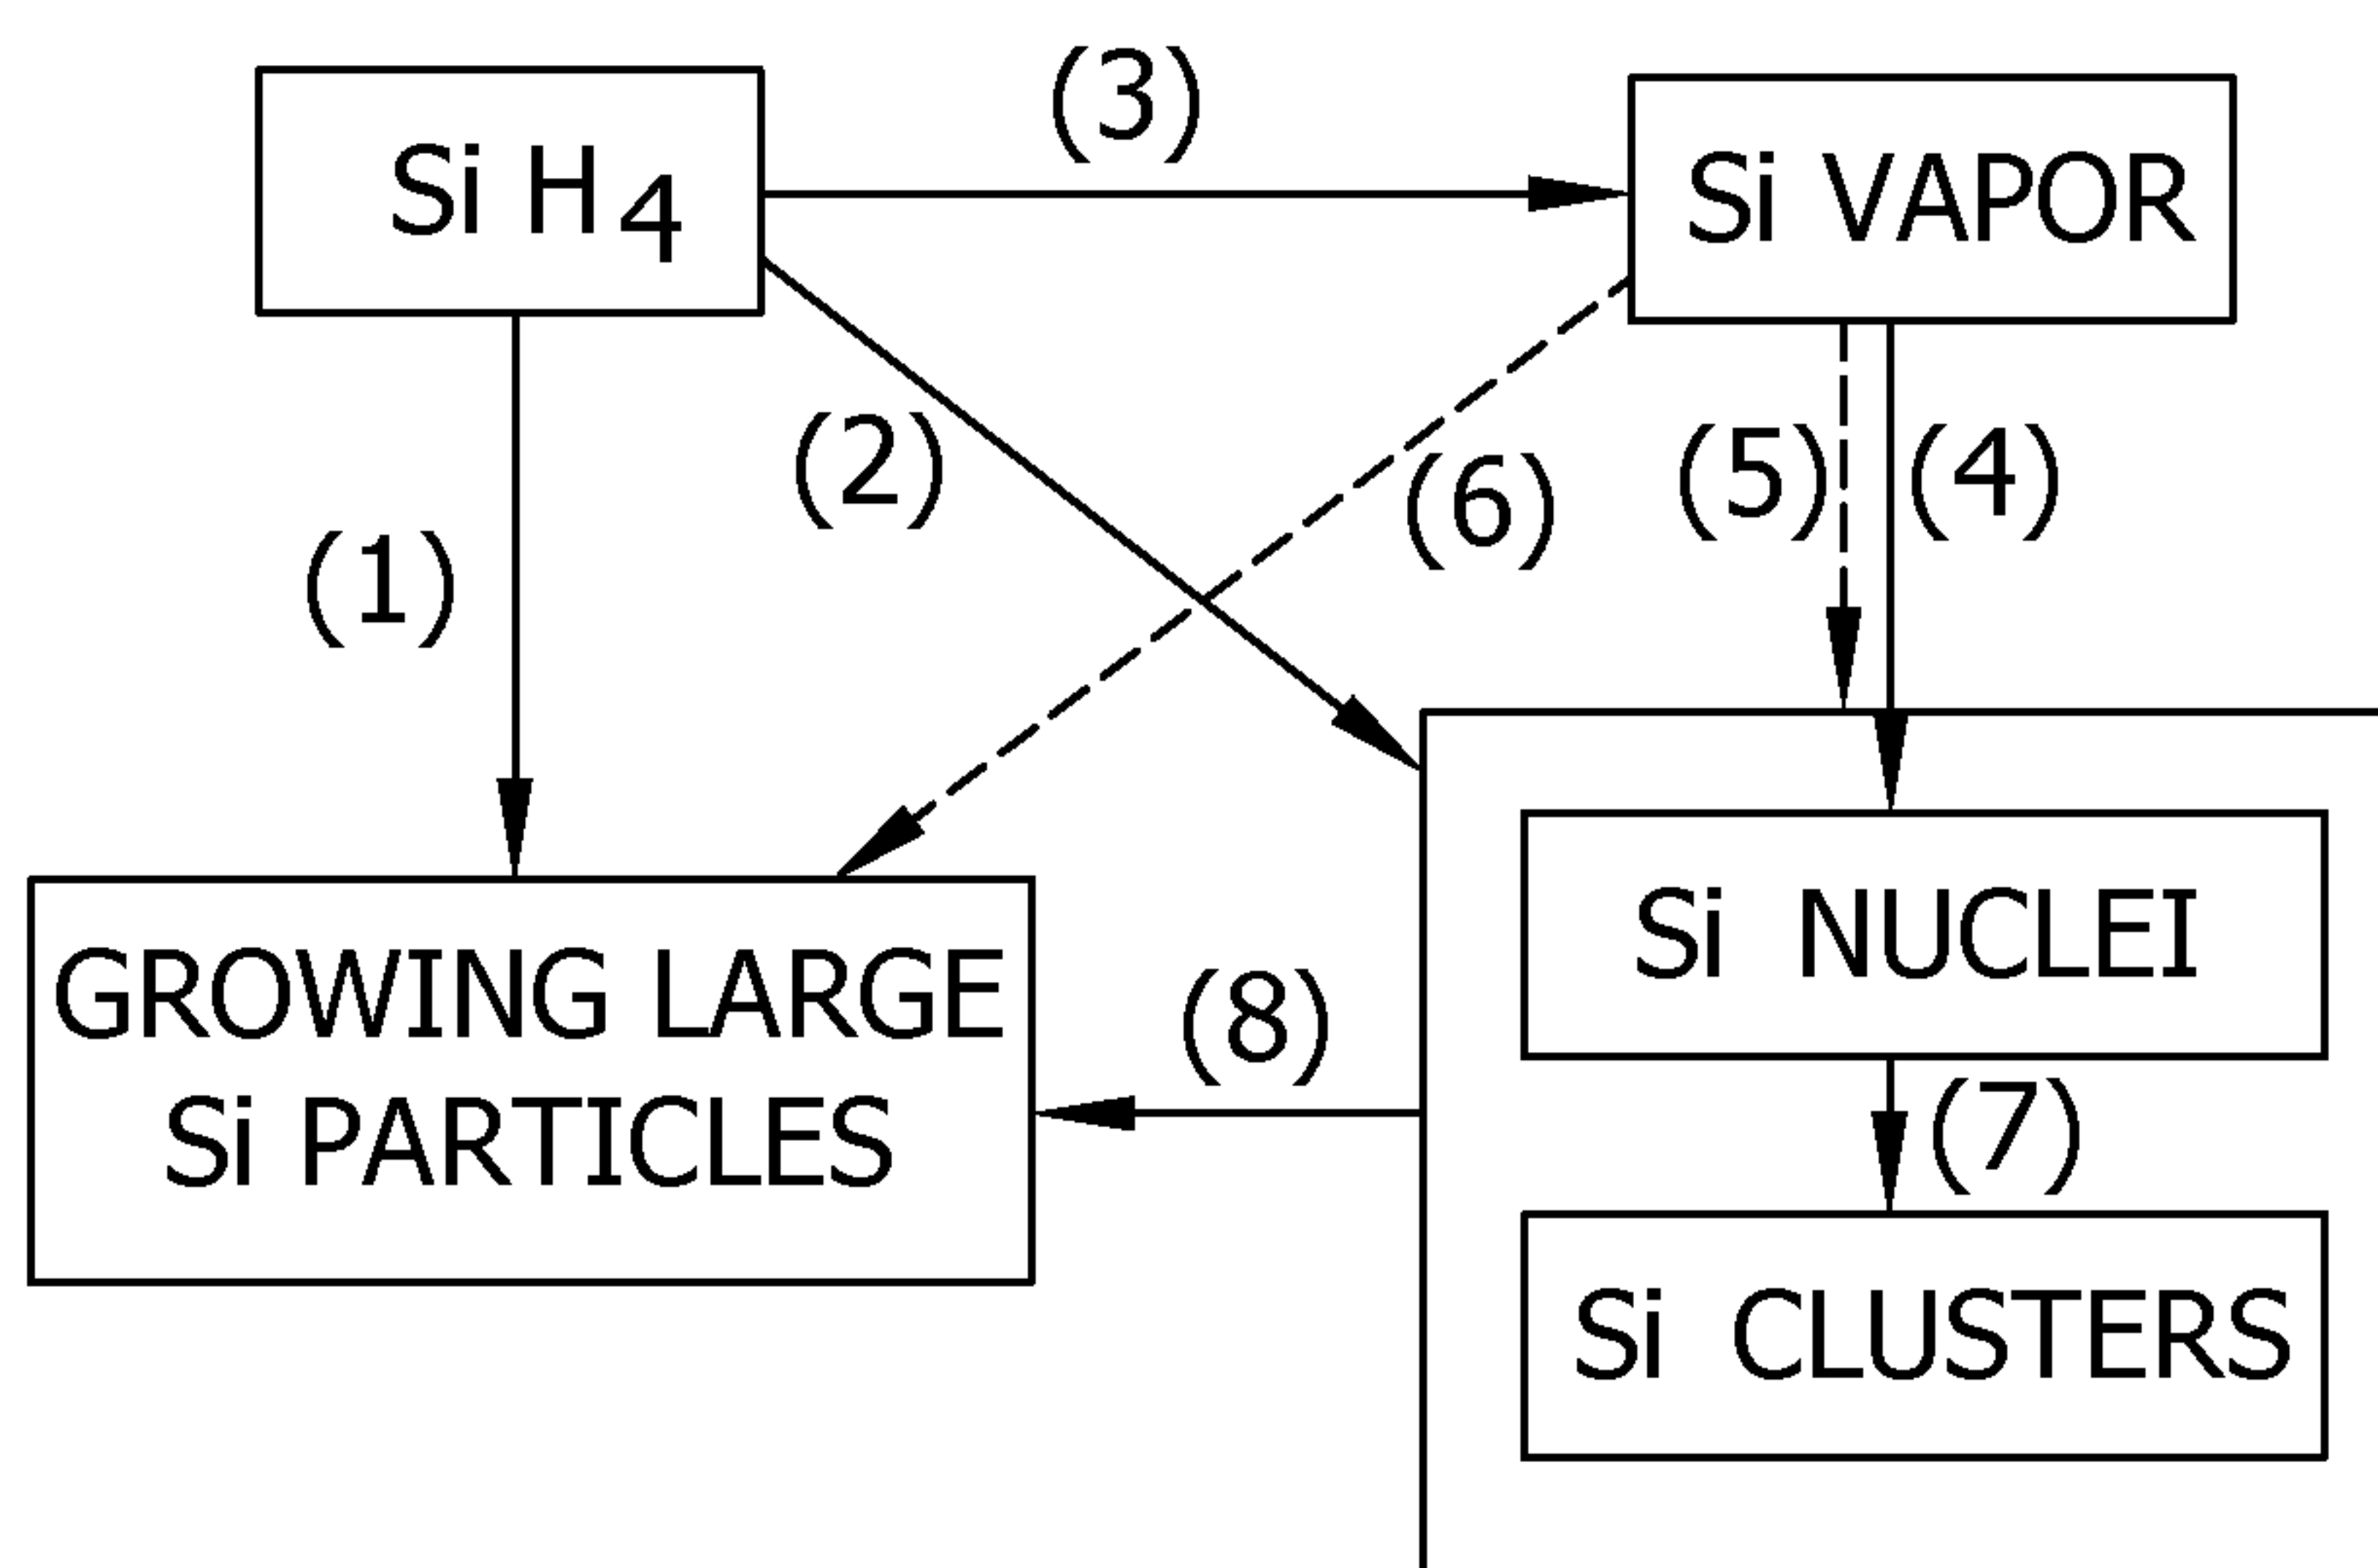 Si H4
(3)
Si VAPOR
(1)
(2)
(6)
(5)
(4)
GROWING LARGE
Si PARTICLES
(8)
Si NUCLEI
(7)
Si CLUSTERS